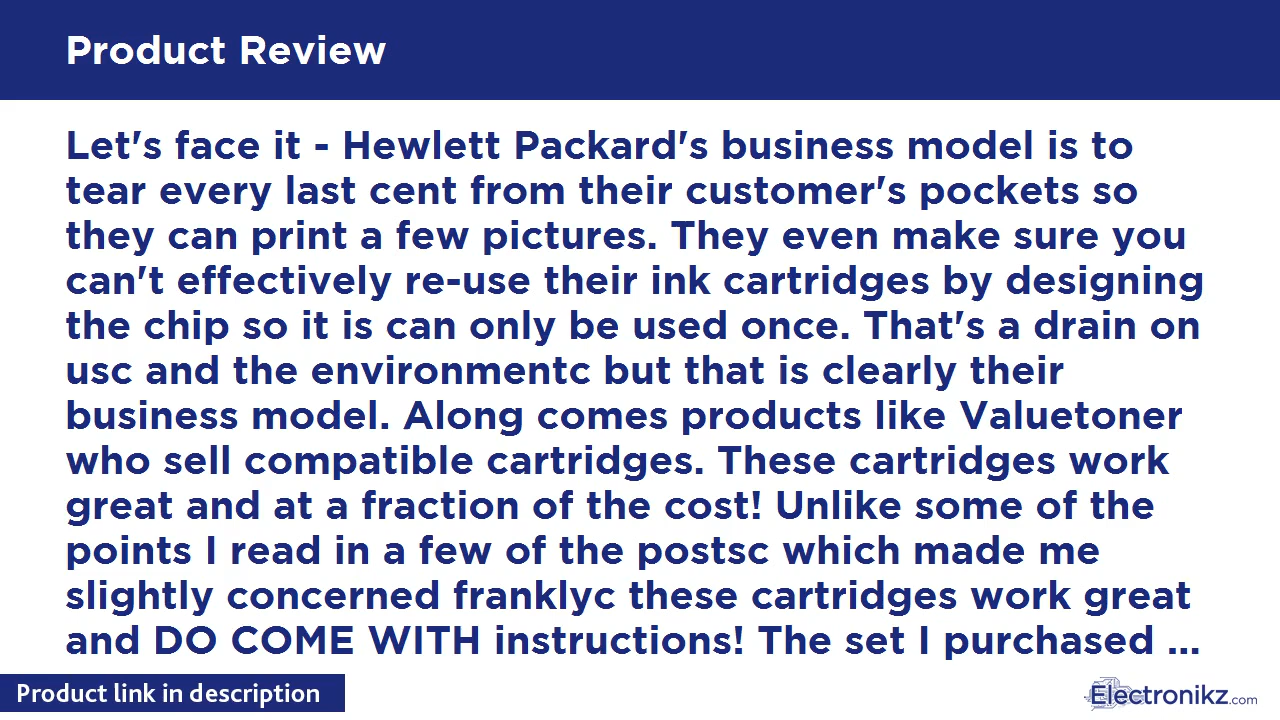 Product Review
Let's face it - Hewlett Packard's business model is to
tear every last cent from their customer's pockets so
they can print a few pictures. They even make sure you
can't effectively re-use their ink cartridges by designing
the chip so it is can only be used once. That's a drain on
usc and the environmentc but that is clearly their
business model. Along comes products like Valuetoner
who sell compatible cartridges. These cartridges work
great and at a fraction of the cost! Unlike some of the
points I read in a few of the postsc which made me
slightly concerned franklyc these cartridges work great
and DO COME WITH instructions! The set I purchased ...
Product link in description
Electronikz.com